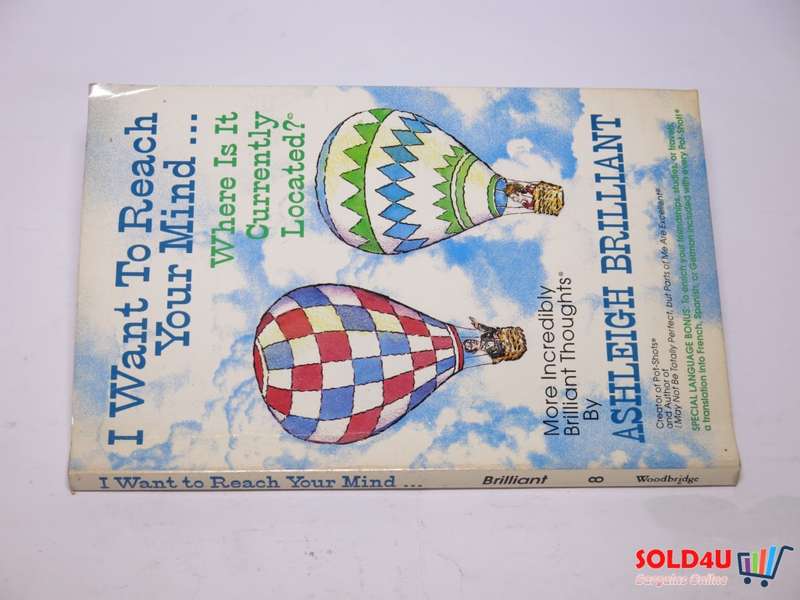 I Want To Reach
Your Mind ...
Where Is It
Currently
Located?©
More Incredibly
Brilliant Thoughts®
By
ASHLEIGH BRILLIANT
Creator of Pot-Shots®
and Author of
I May Not Be Totally Perfect, but Parts of Me Are Excellent®
SPECIAL LANGUAGE BONUS: To enrich your friendships, studies, or travels,
a translation into French, Spanish, or German included with every Pot-Shot!®
I Want to Reach Your Mind ... Brilliant 8 Woodbridge
SOLD4U
Bargains Online